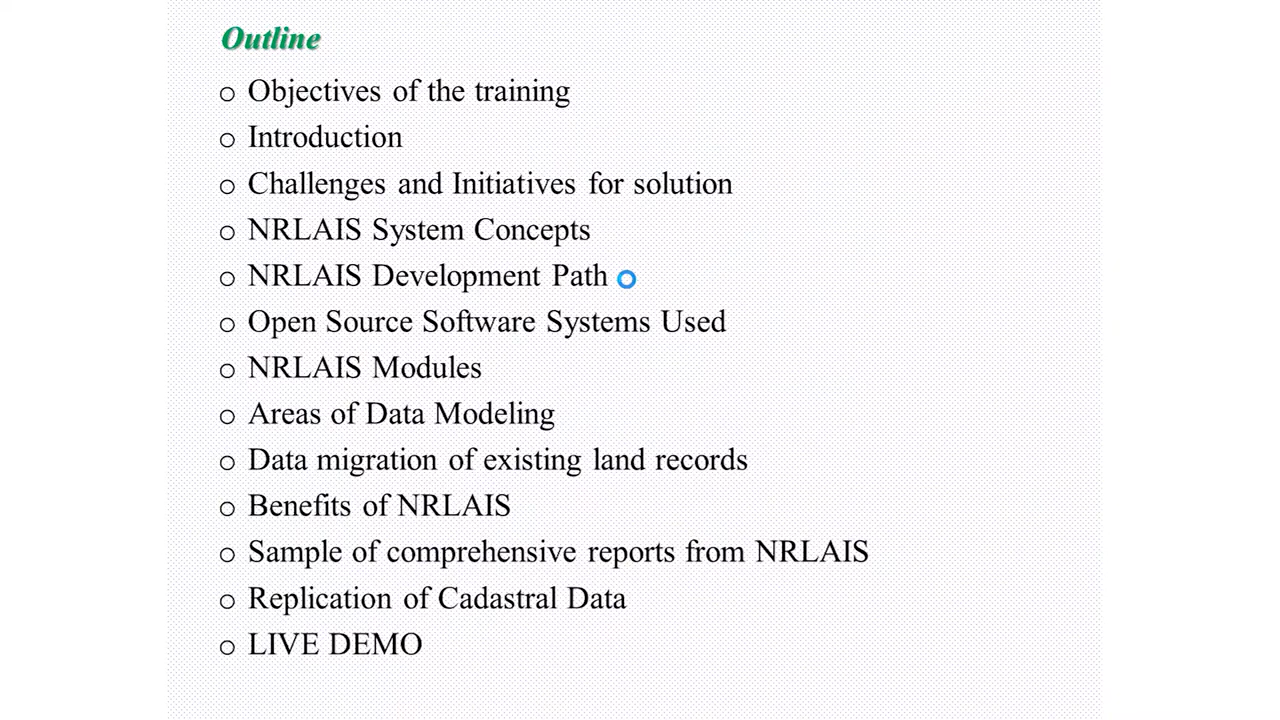 Outline
o Objectives of the training
o Introduction
o Challenges and Initiatives for solution
o NRLAIS System Concepts
o NRLAIS Development Path
o Open Source Software Systems Used
o NRLAIS Modules
o Areas of Data Modeling
o Data migration of existing land records
o Benefits of NRLAIS
o Sample of comprehensive reports from NRLAIS
o Replication of Cadastral Data
o LIVE DEMO